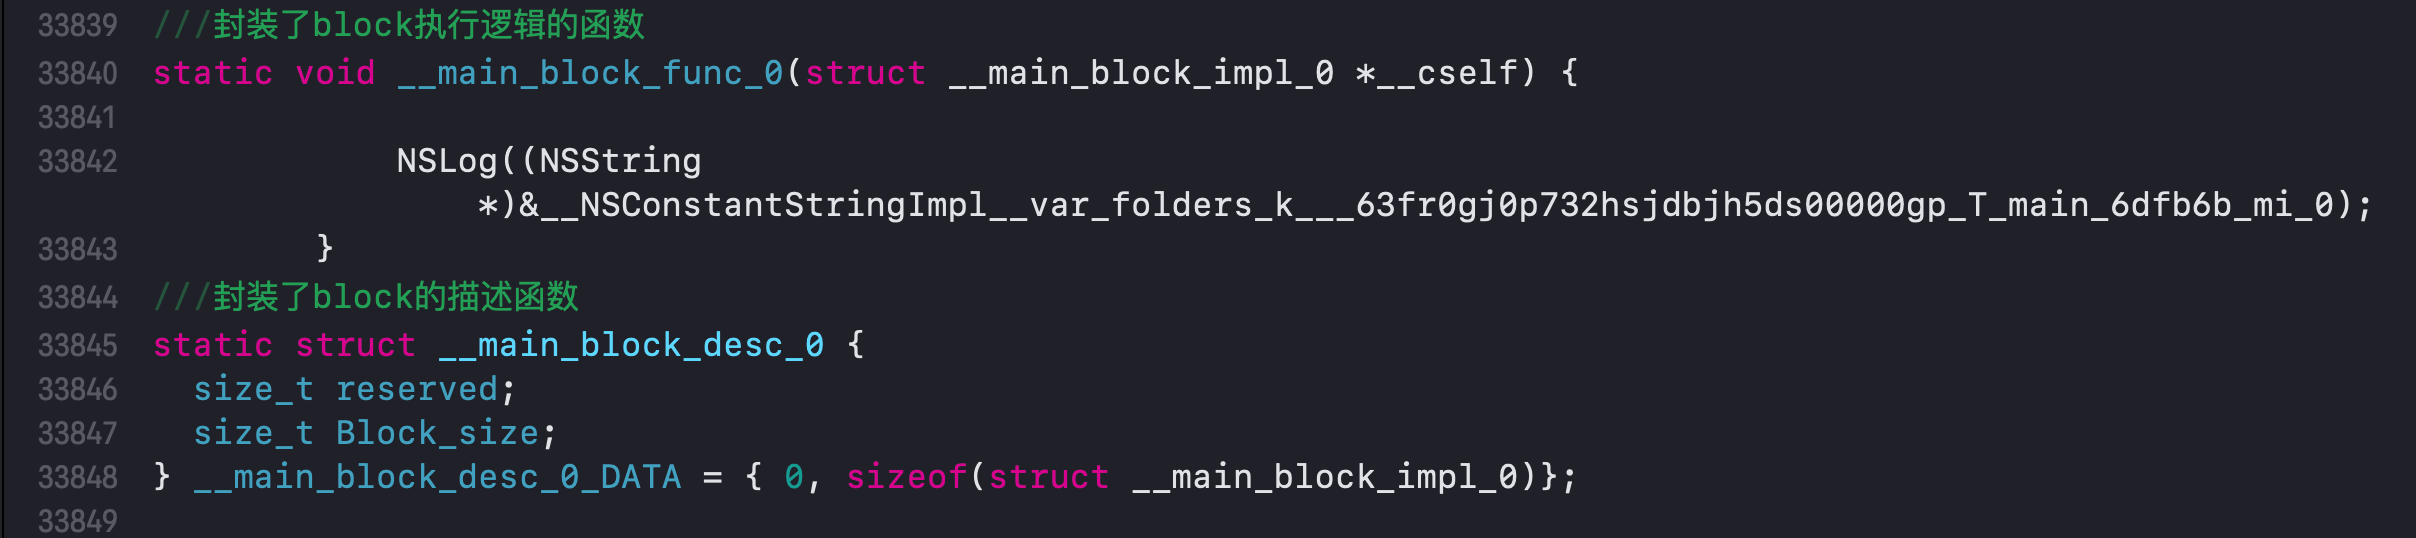 33839 ///封装了block执行逻辑的函数
33840 static void __main_block_func_0(struct __main_block_impl_0 *__cself) {
33841
33842 NSLog((NSString
*)&__NSConstantStringImpl__var_folders_k___63fr0gj0p732hsjdbjh5ds00000gp_T_main_6dfb6b_mi_0);
33843 }
33844 ///封装了block的描述函数
33845 static struct __main_block_desc_0 {
33846 size_t reserved;
33847 size_t Block_size;
33848 } __main_block_desc_0_DATA = { 0, sizeof(struct __main_block_impl_0)};
33849